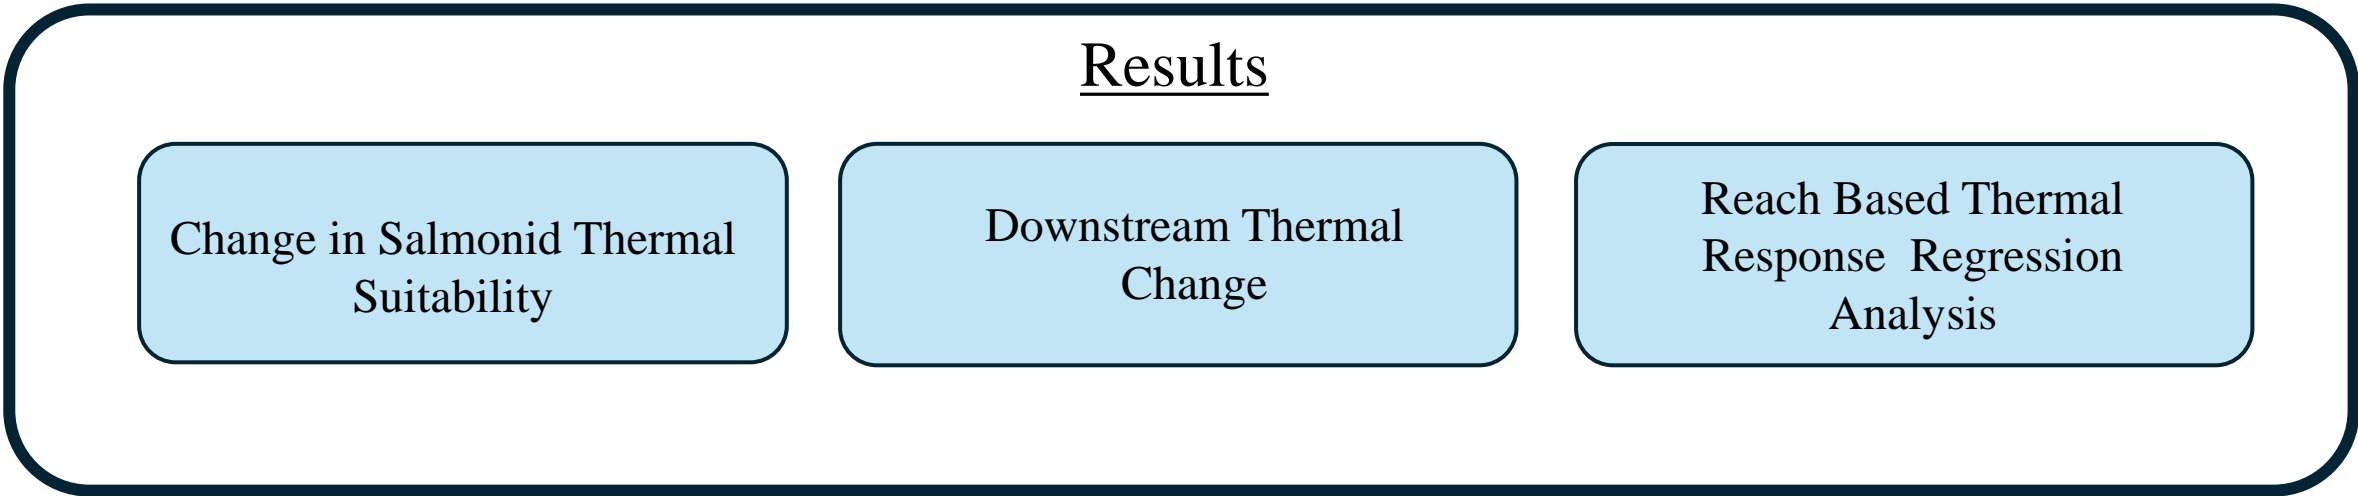 Results
Change in Salmonid Thermal
Suitability
Downstream Thermal
Change
Reach Based Thermal
Response  Regression
Analysis